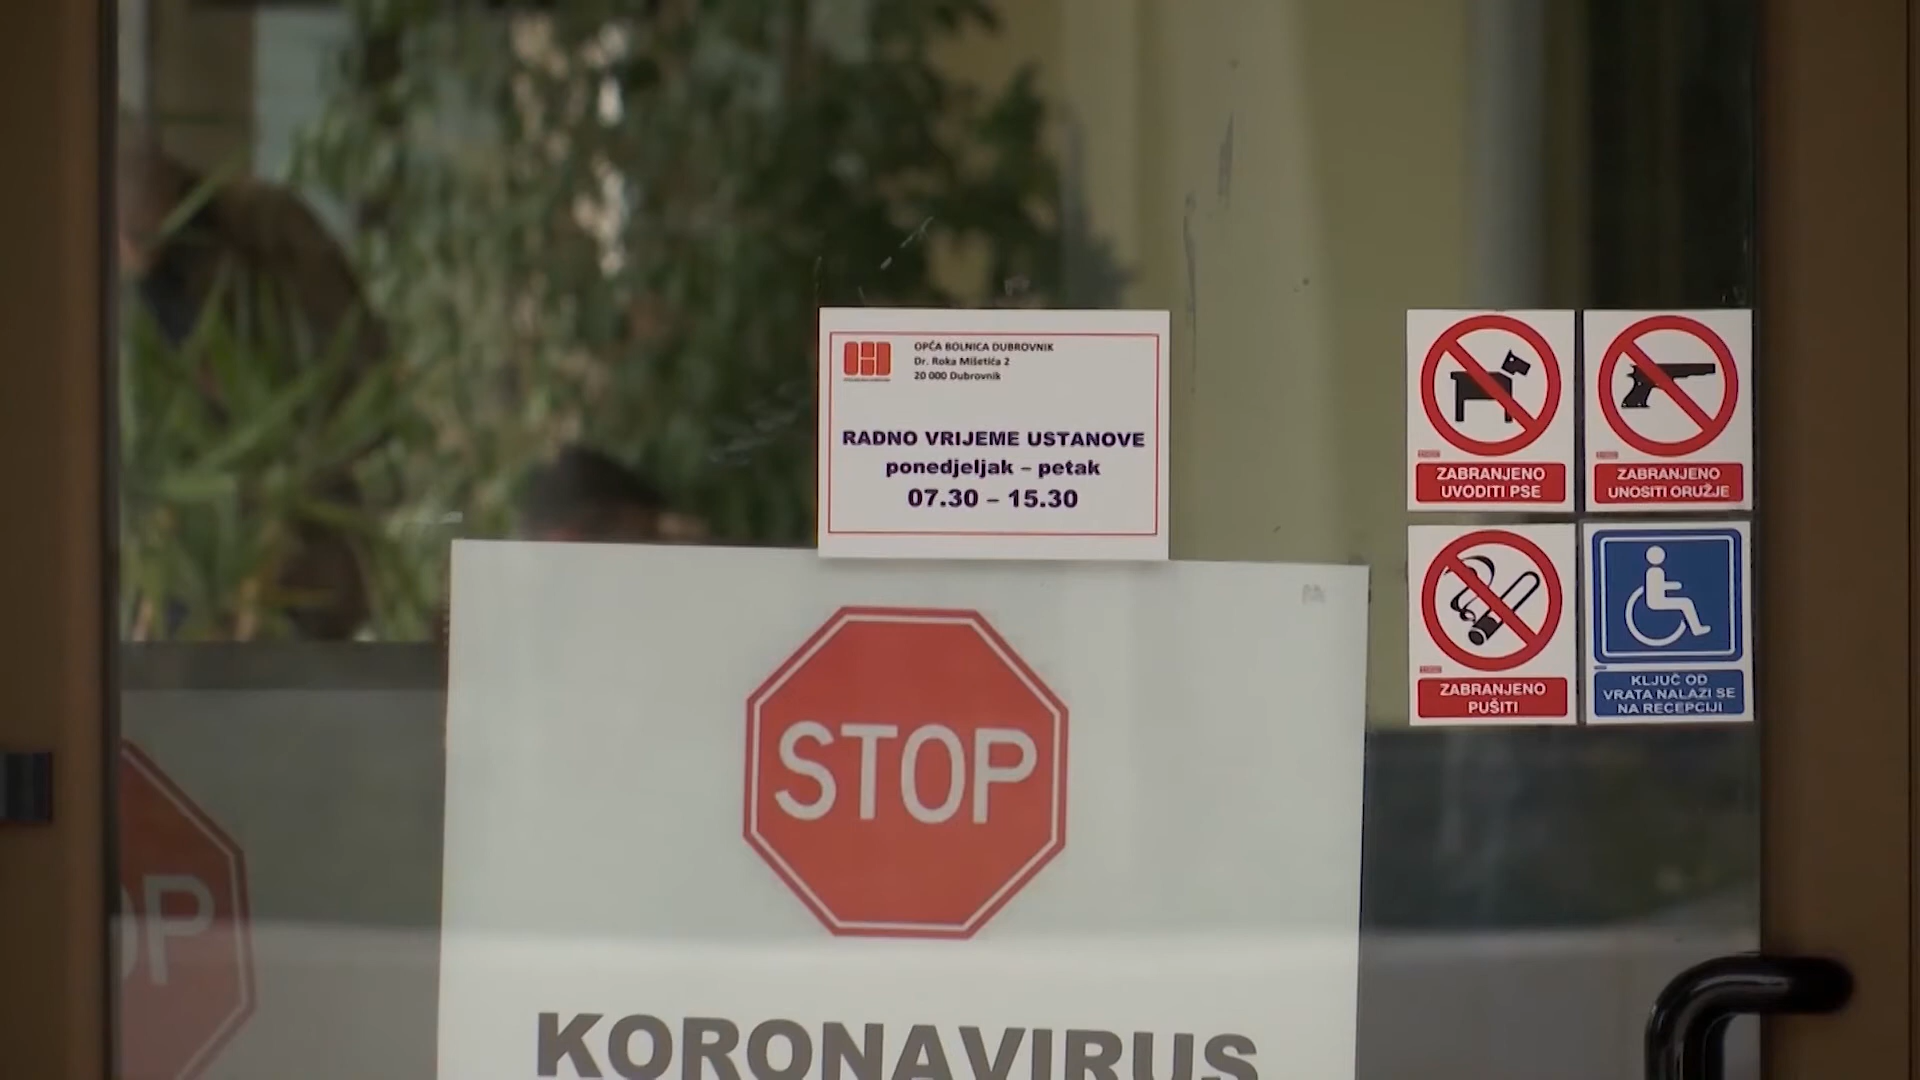 OPĆA BOLNICA DUBROVNIK
Dr. Roka Mišetića 2
20 000 Dubrovnik
RADNO VRIJEME USTANOVE
ponedjeljak – petak
07.30 – 15.30
ZABRANJENO
UVODITI PSE
ZABRANJENO
UNOSITI ORUŽJE
ZABRANJENO
PUŠITI
KLJUČ OD
VRATA NALAZI SE
NA RECEPCIJI
STOP
KORONAVIRUS
OP